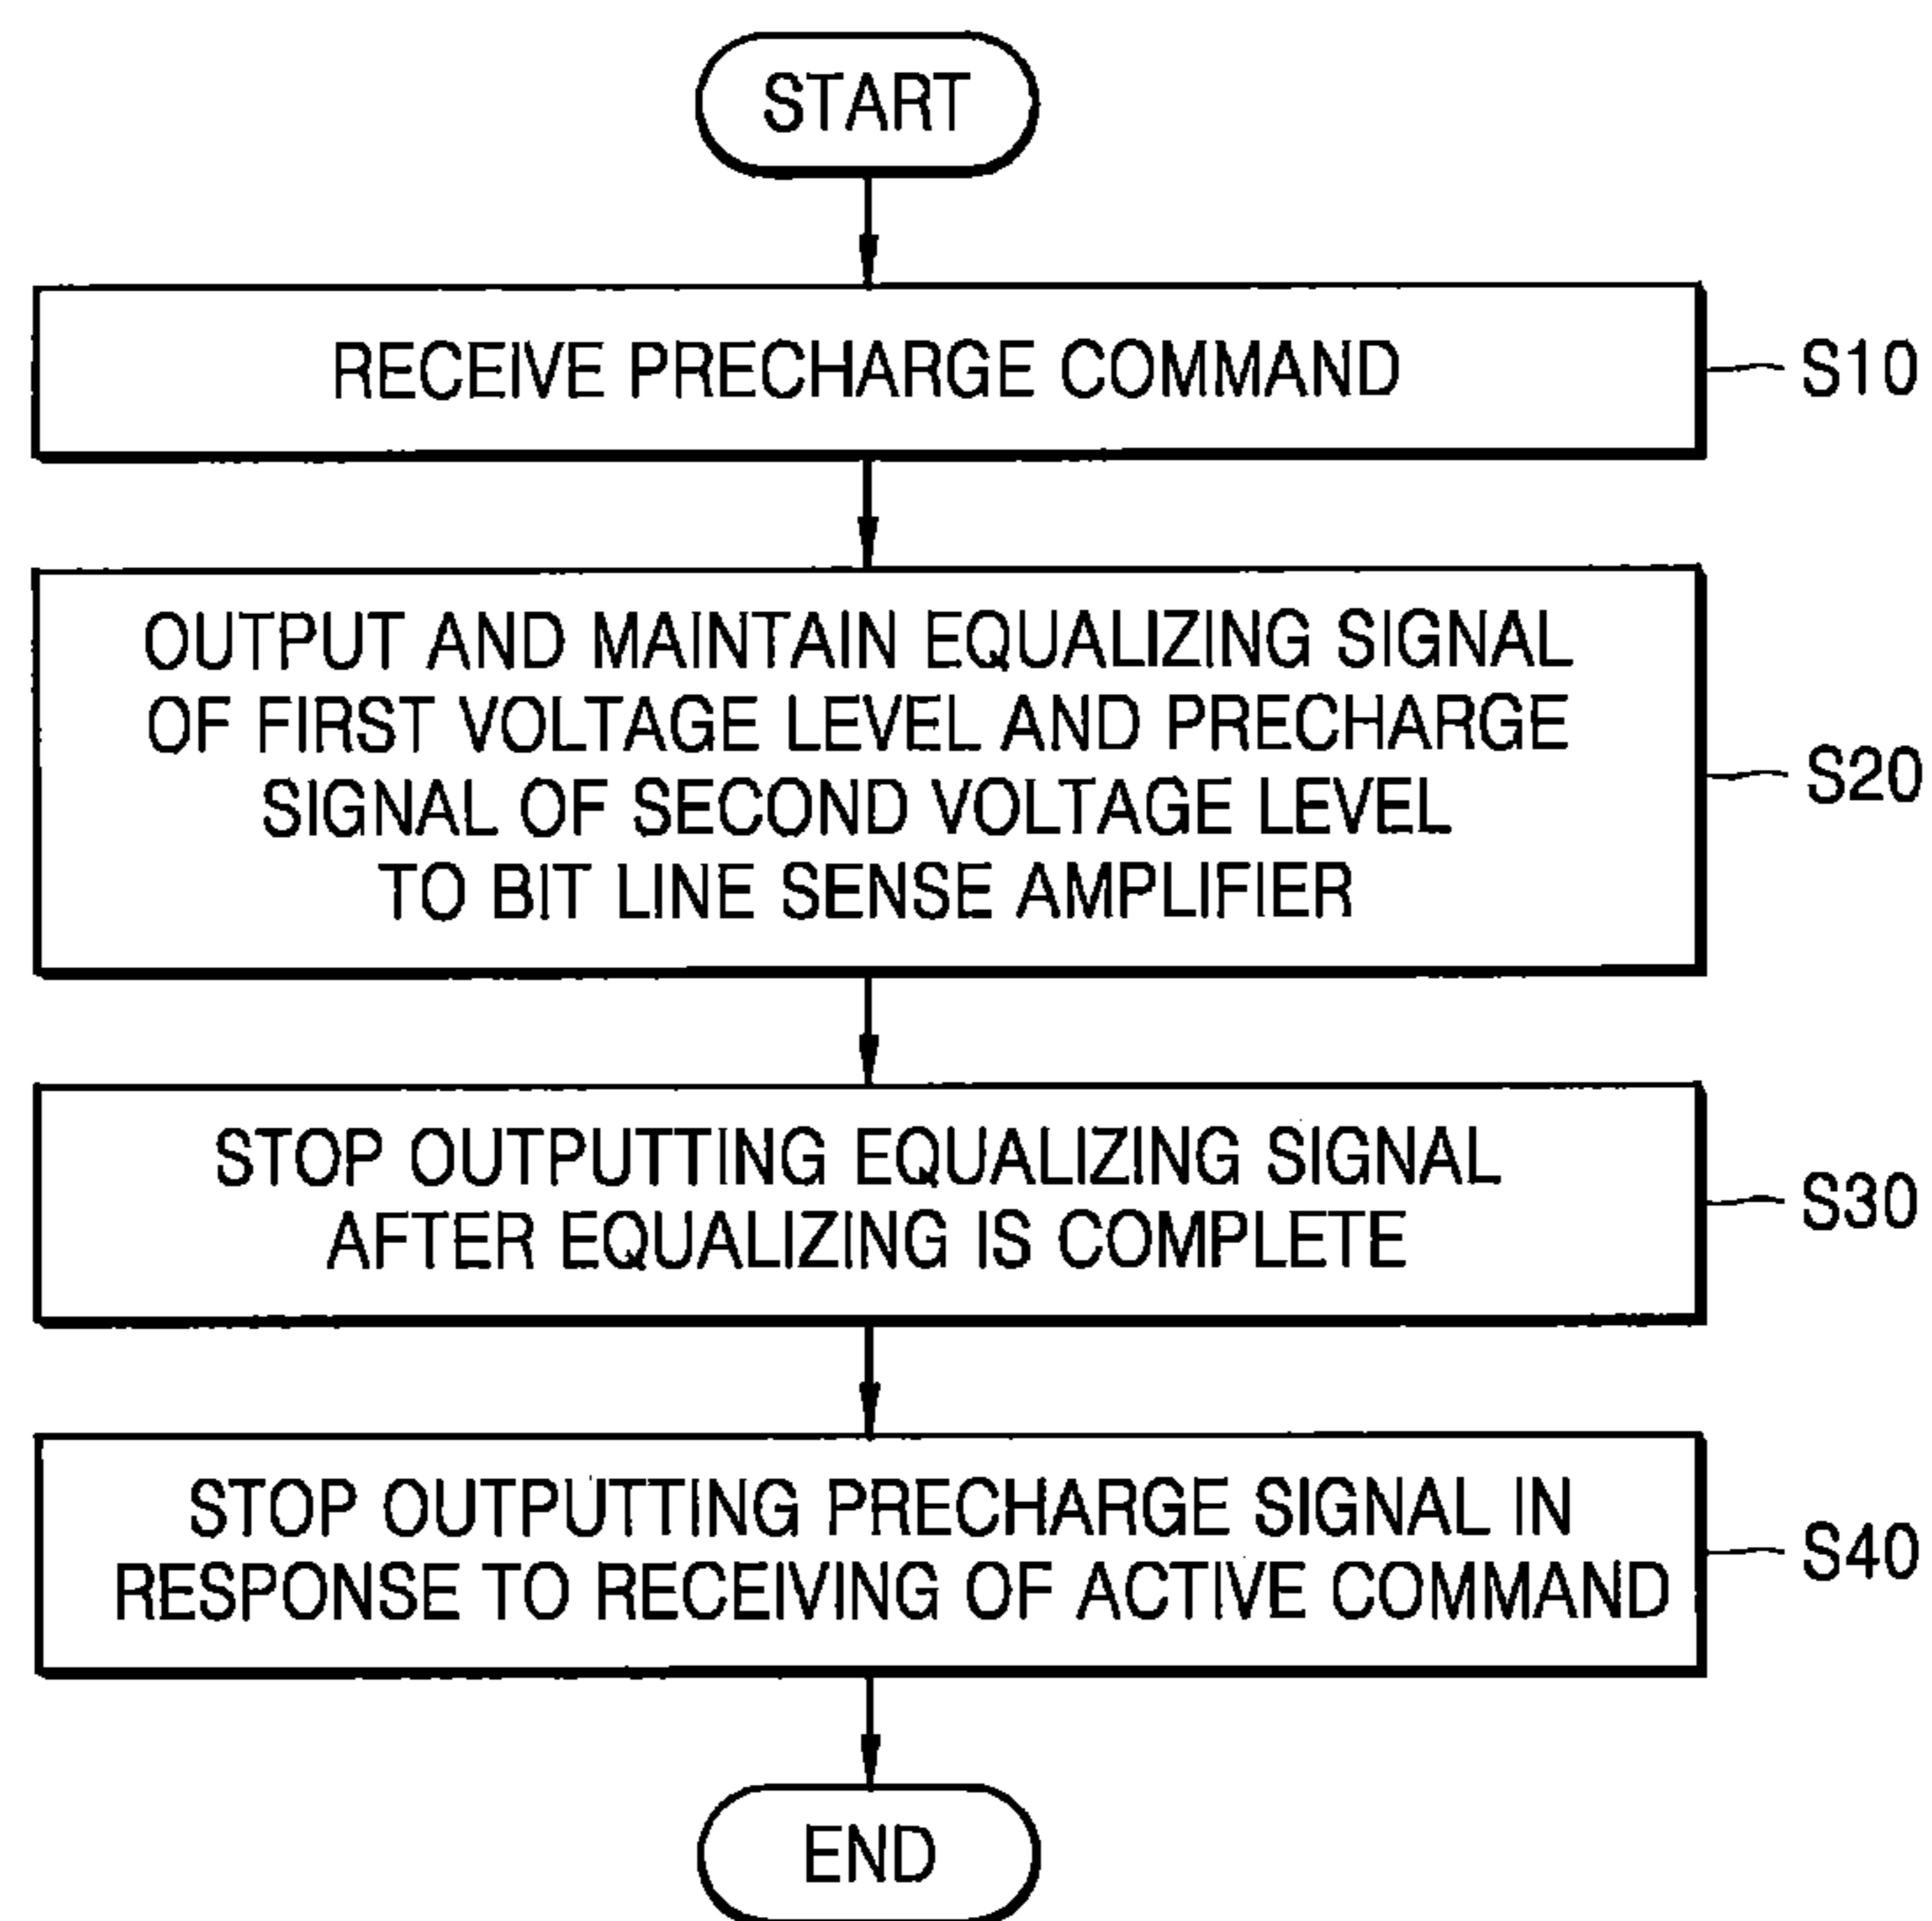 START
RECEIVE PRECHARGE COMMAND
S10
OUTPUT AND MAINTAIN EQUALIZING SIGNAL
OF FIRST VOLTAGE LEVEL AND PRECHARGE
SIGNAL OF SECOND VOLTAGE LEVEL
TO BIT LINE SENSE AMPLIFIER
S20
STOP OUTPUTTING EQUALIZING SIGNAL
AFTER EQUALIZING IS COMPLETE
S30
STOP OUTPUTTING PRECHARGE SIGNAL IN
RESPONSE TO RECEIVING OF ACTIVE COMMAND
S40
END